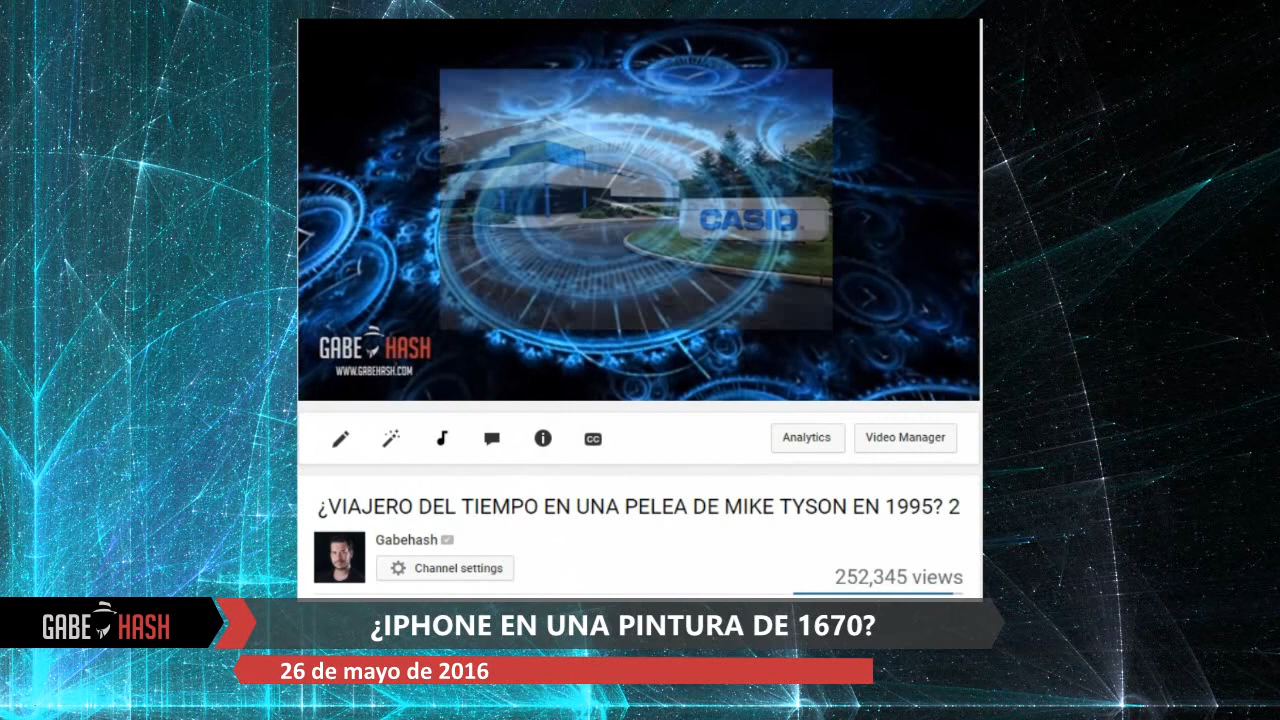 CASIO
GABE HASH
WWW.GABEHASH.COM
cc
Analytics
Video Manager
¿VIAJERO DEL TIEMPO EN UNA PELEA DE MIKE TYSON EN 1995? 2
Gabehash
Channel settings
252,345 views
GABE HASH
¿IPHONE EN UNA PINTURA DE 1670?
26 de mayo de 2016